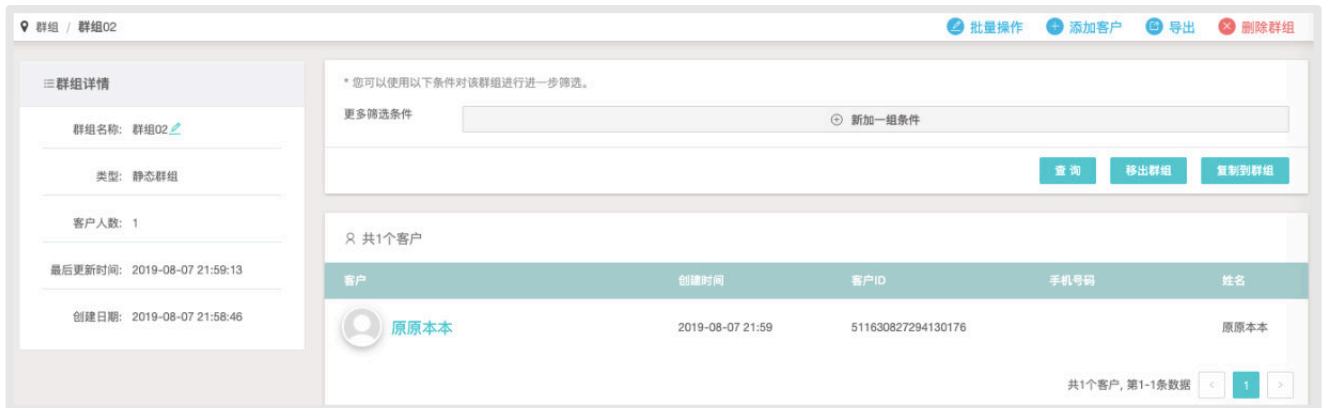 群组 / 群组02
批量操作 添加客户 导出 删除群组
群组详情
群组名称: 群组02
类型: 静态群组
客户人数: 1
最后更新时间: 2019-08-07 21:59:13
创建日期: 2019-08-07 21:58:46
* 您可以使用以下条件对该群组进行进一步筛选。
更多筛选条件
新加一组条件
查 询 移出群组 复制到群组
共1个客户
客户 创建时间 客户ID 手机号码 姓名
原原本本 2019-08-07 21:59 511630827294130176 原原本本
共1个客户, 第1-1条数据 < 1 >